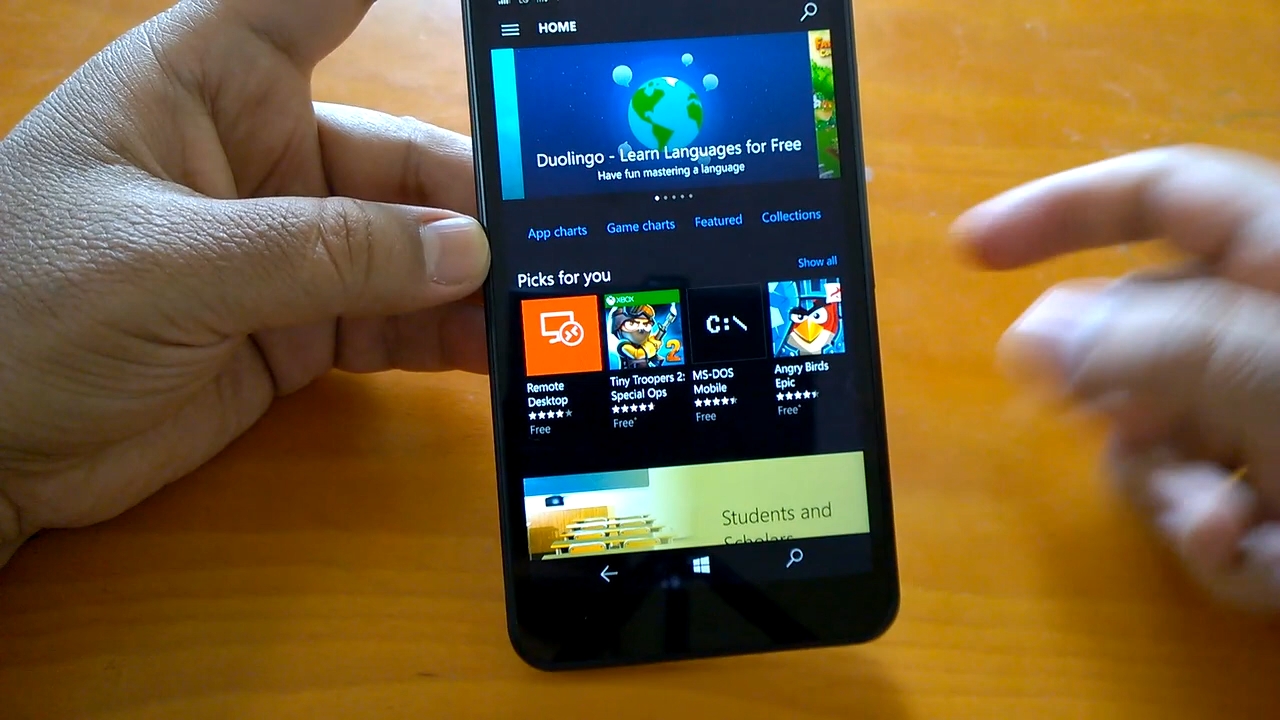 HOME
Duolingo - Learn Languages for Free
Have fun mastering a language
App charts
Game charts
Featured
Collections
Picks for you
Show all
XBOX
2
C:\
Remote
Desktop
Free
Tiny Troopers 2:
Special Ops
Free*
MS-DOS
Mobile
Free
Angry Birds
Epic
Free*
Students and
Scholars